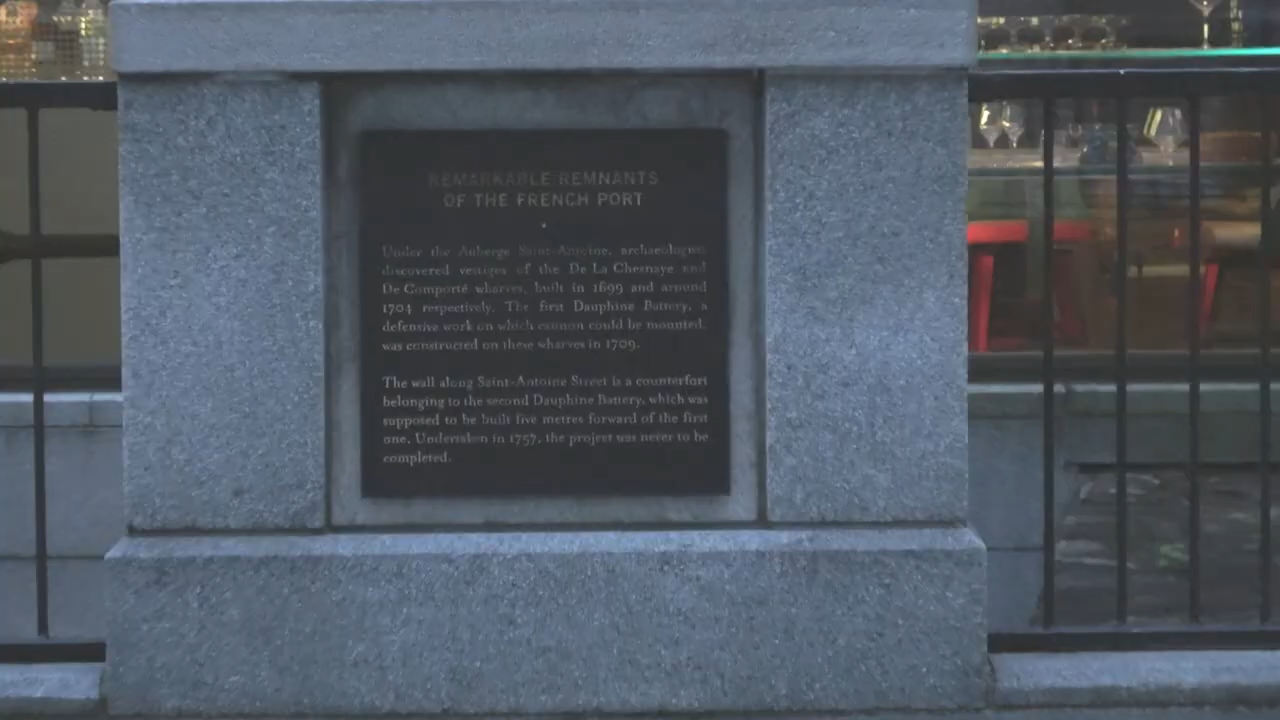 REMARKABLE REMNANTS
OF THE FRENCH PORT
Under the Auberge Saint-Antoine, archaeologists
discovered vestiges of the De La Chesnaye and
De Comporté wharves, built in 1699 and around
1704 respectively. The first Dauphine Battery, a
defensive work on which cannon could be mounted,
was constructed on these wharves in 1709.
The wall along Saint-Antoine Street is a counterfort
belonging to the second Dauphine Battery, which was
supposed to be built five metres forward of the first
one. Undertaken in 1757, the project was never to be
completed.